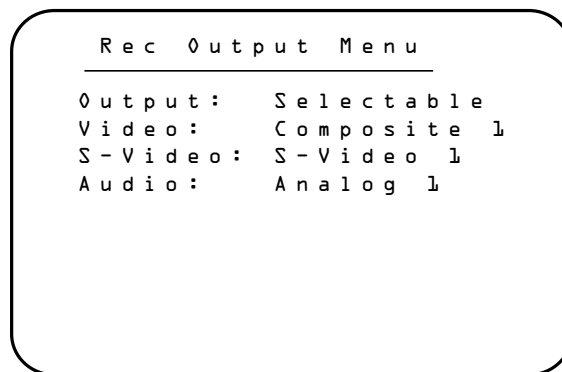 Rec Output Menu
Output: Selectable
Video: Composite 1
S-Video: S-Video 1
Audio: Analog 1